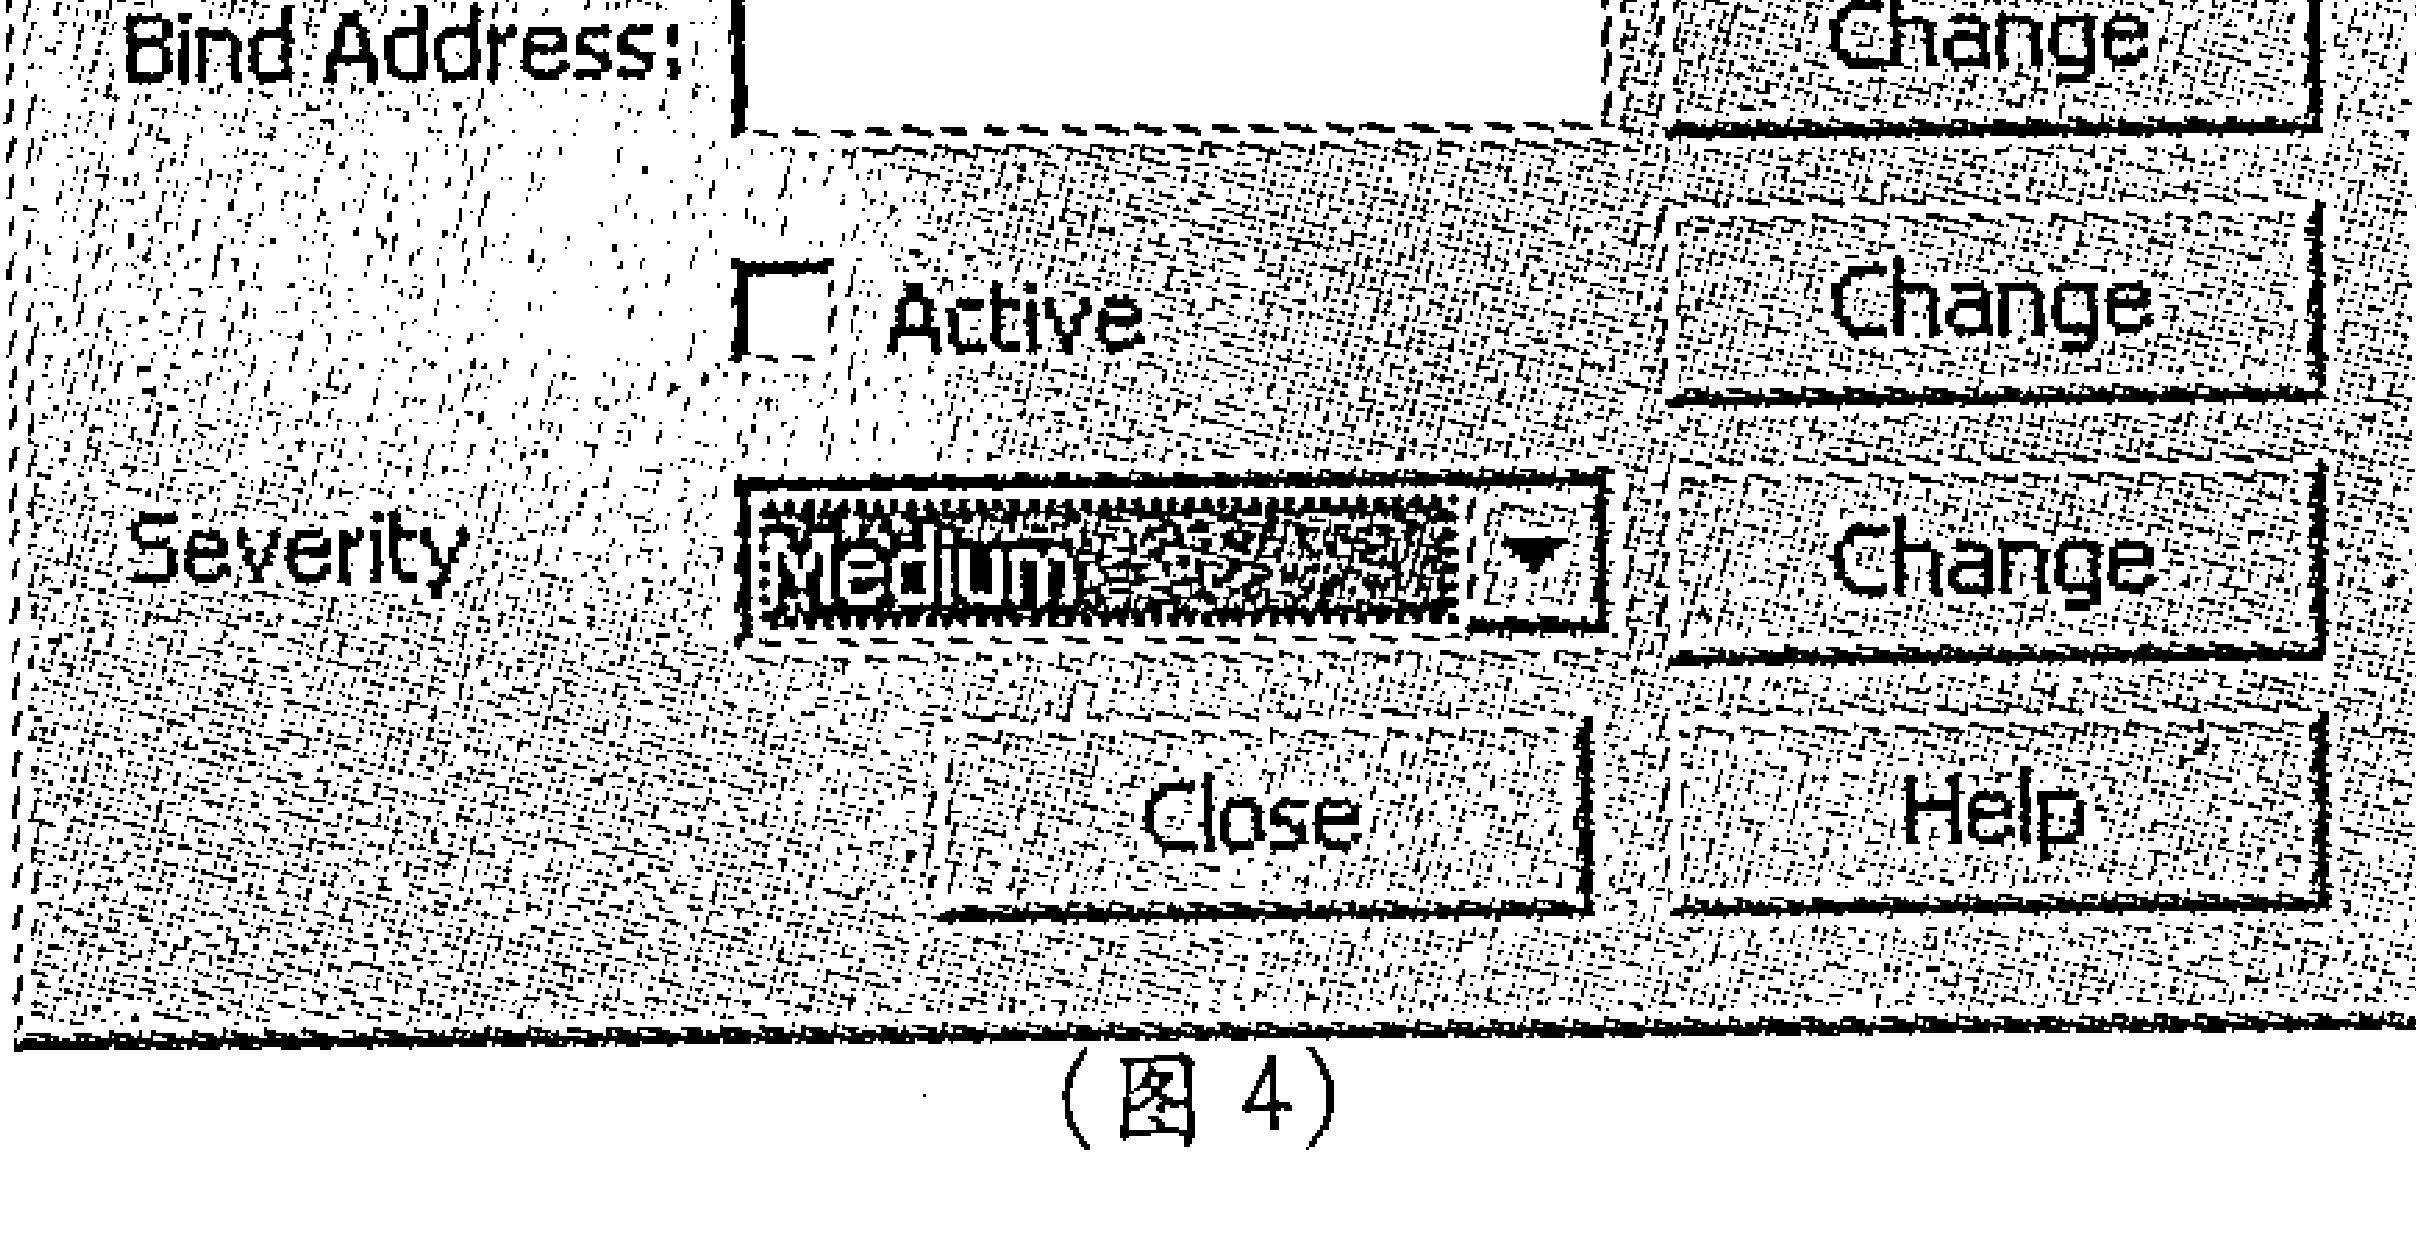 Bind Address: Change
Active Change
Severity Medium Change
Close Help
(图 4)